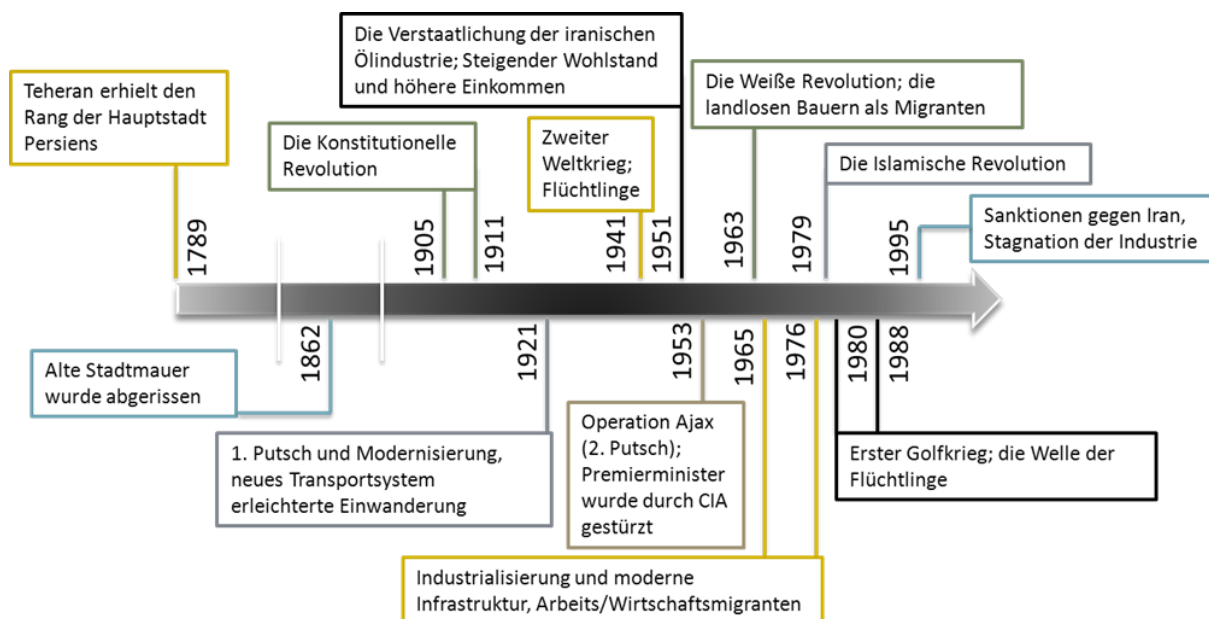 Die Verstaatlichung der iranischen
Ölindustrie; Steigender Wohlstand
und höhere Einkommen
Teheran erhielt den
Rang der Hauptstadt
Persiens
Die Konstitutionelle
Revolution
Zweiter
Weltkrieg;
Flüchtlinge
Die Weiße Revolution; die
landlosen Bauern als Migranten
Die Islamische Revolution
Sanktionen gegen Iran,
Stagnation der Industrie
1789
1905
1911
1941
1951
1963
1979
1995
1862
1921
1953
1965
1976
1980
1988
Alte Stadtmauer
wurde abgerissen
1. Putsch und Modernisierung,
neues Transportsystem
erleichterte Einwanderung
Operation Ajax
(2. Putsch);
Premierminister
wurde durch CIA
gestürzt
Erster Golfkrieg; die Welle der
Flüchtlinge
Industrialisierung und moderne
Infrastruktur, Arbeits/Wirtschaftsmigranten